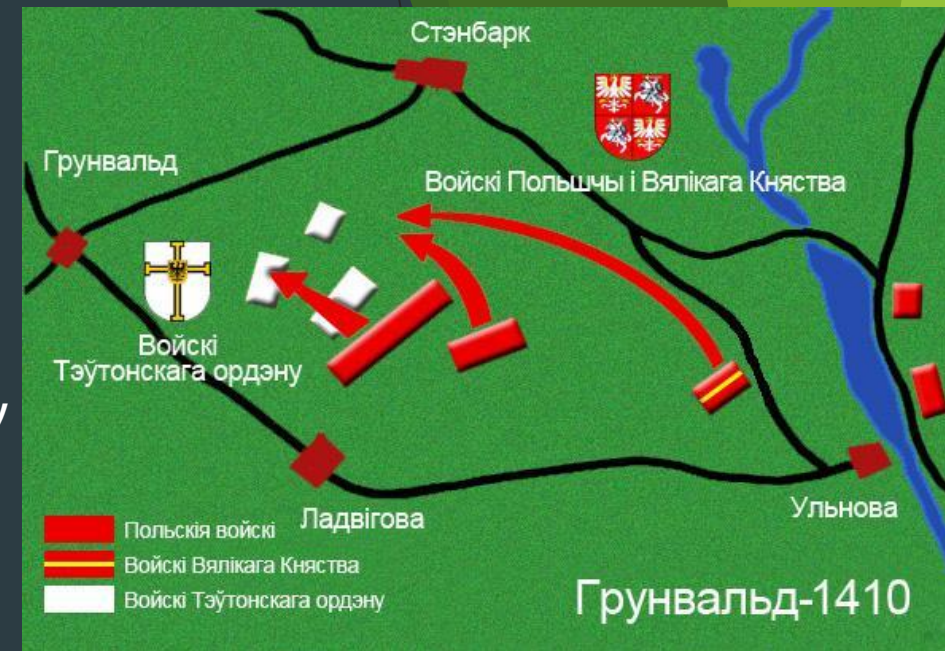 Стэнбарк
Грунвальд
Войскі Польшчы і Вялікага Княства
Войскі
Тэўтонскага ордэну
у
Ладвігова
Ульнова
Польскія войскі
Войскі Вялікага Княства
Войскі Тэўтонскага ордэну
Грунвальд-1410